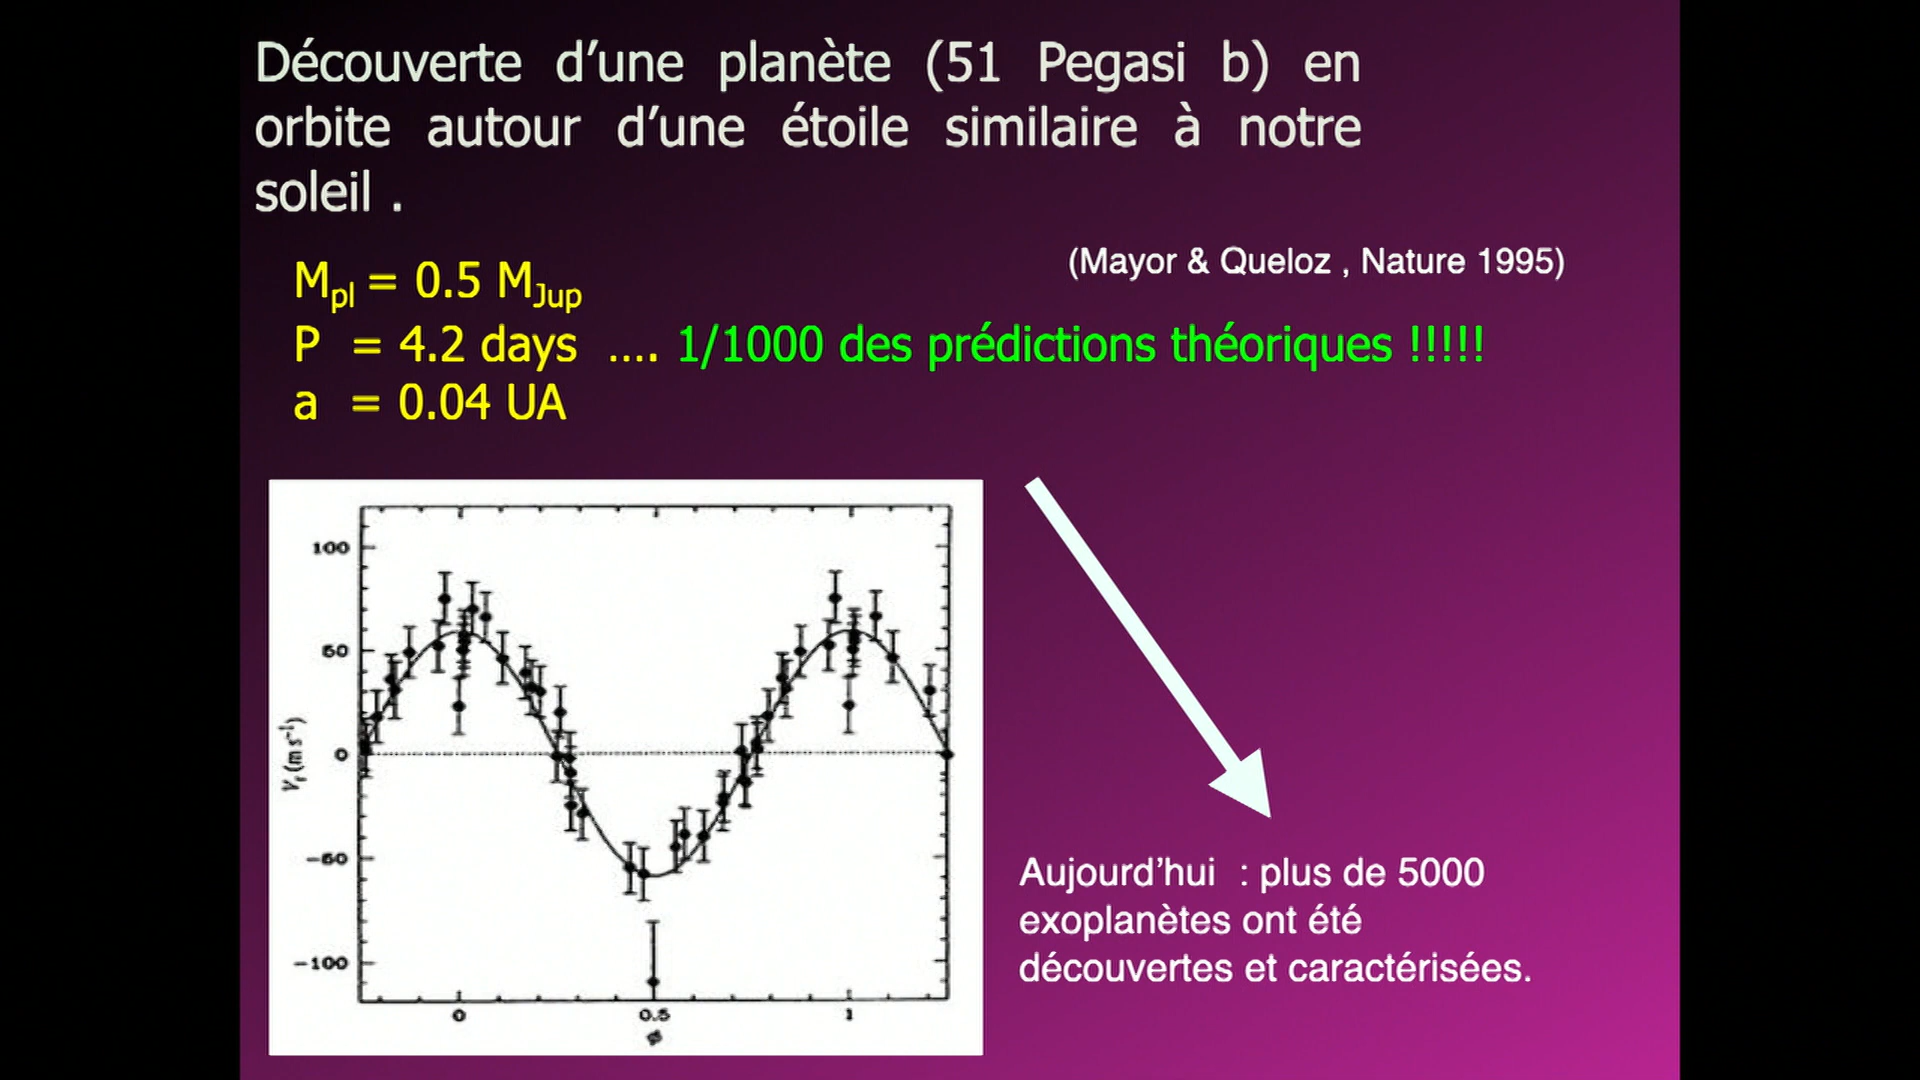 Découverte d’une planète (51 Pegasi b) en
orbite autour d’une étoile similaire à notre
soleil .
(Mayor & Queloz , Nature 1995)
Mpl = 0.5 MJup
P = 4.2 days .... 1/1000 des prédictions théoriques !!!!!
a = 0.04 UA
100
50
0
-50
-100
Vr (m s⁻¹)
0
0.5
1
ϕ
Aujourd’hui : plus de 5000
exoplanètes ont été
découvertes et caractérisées.